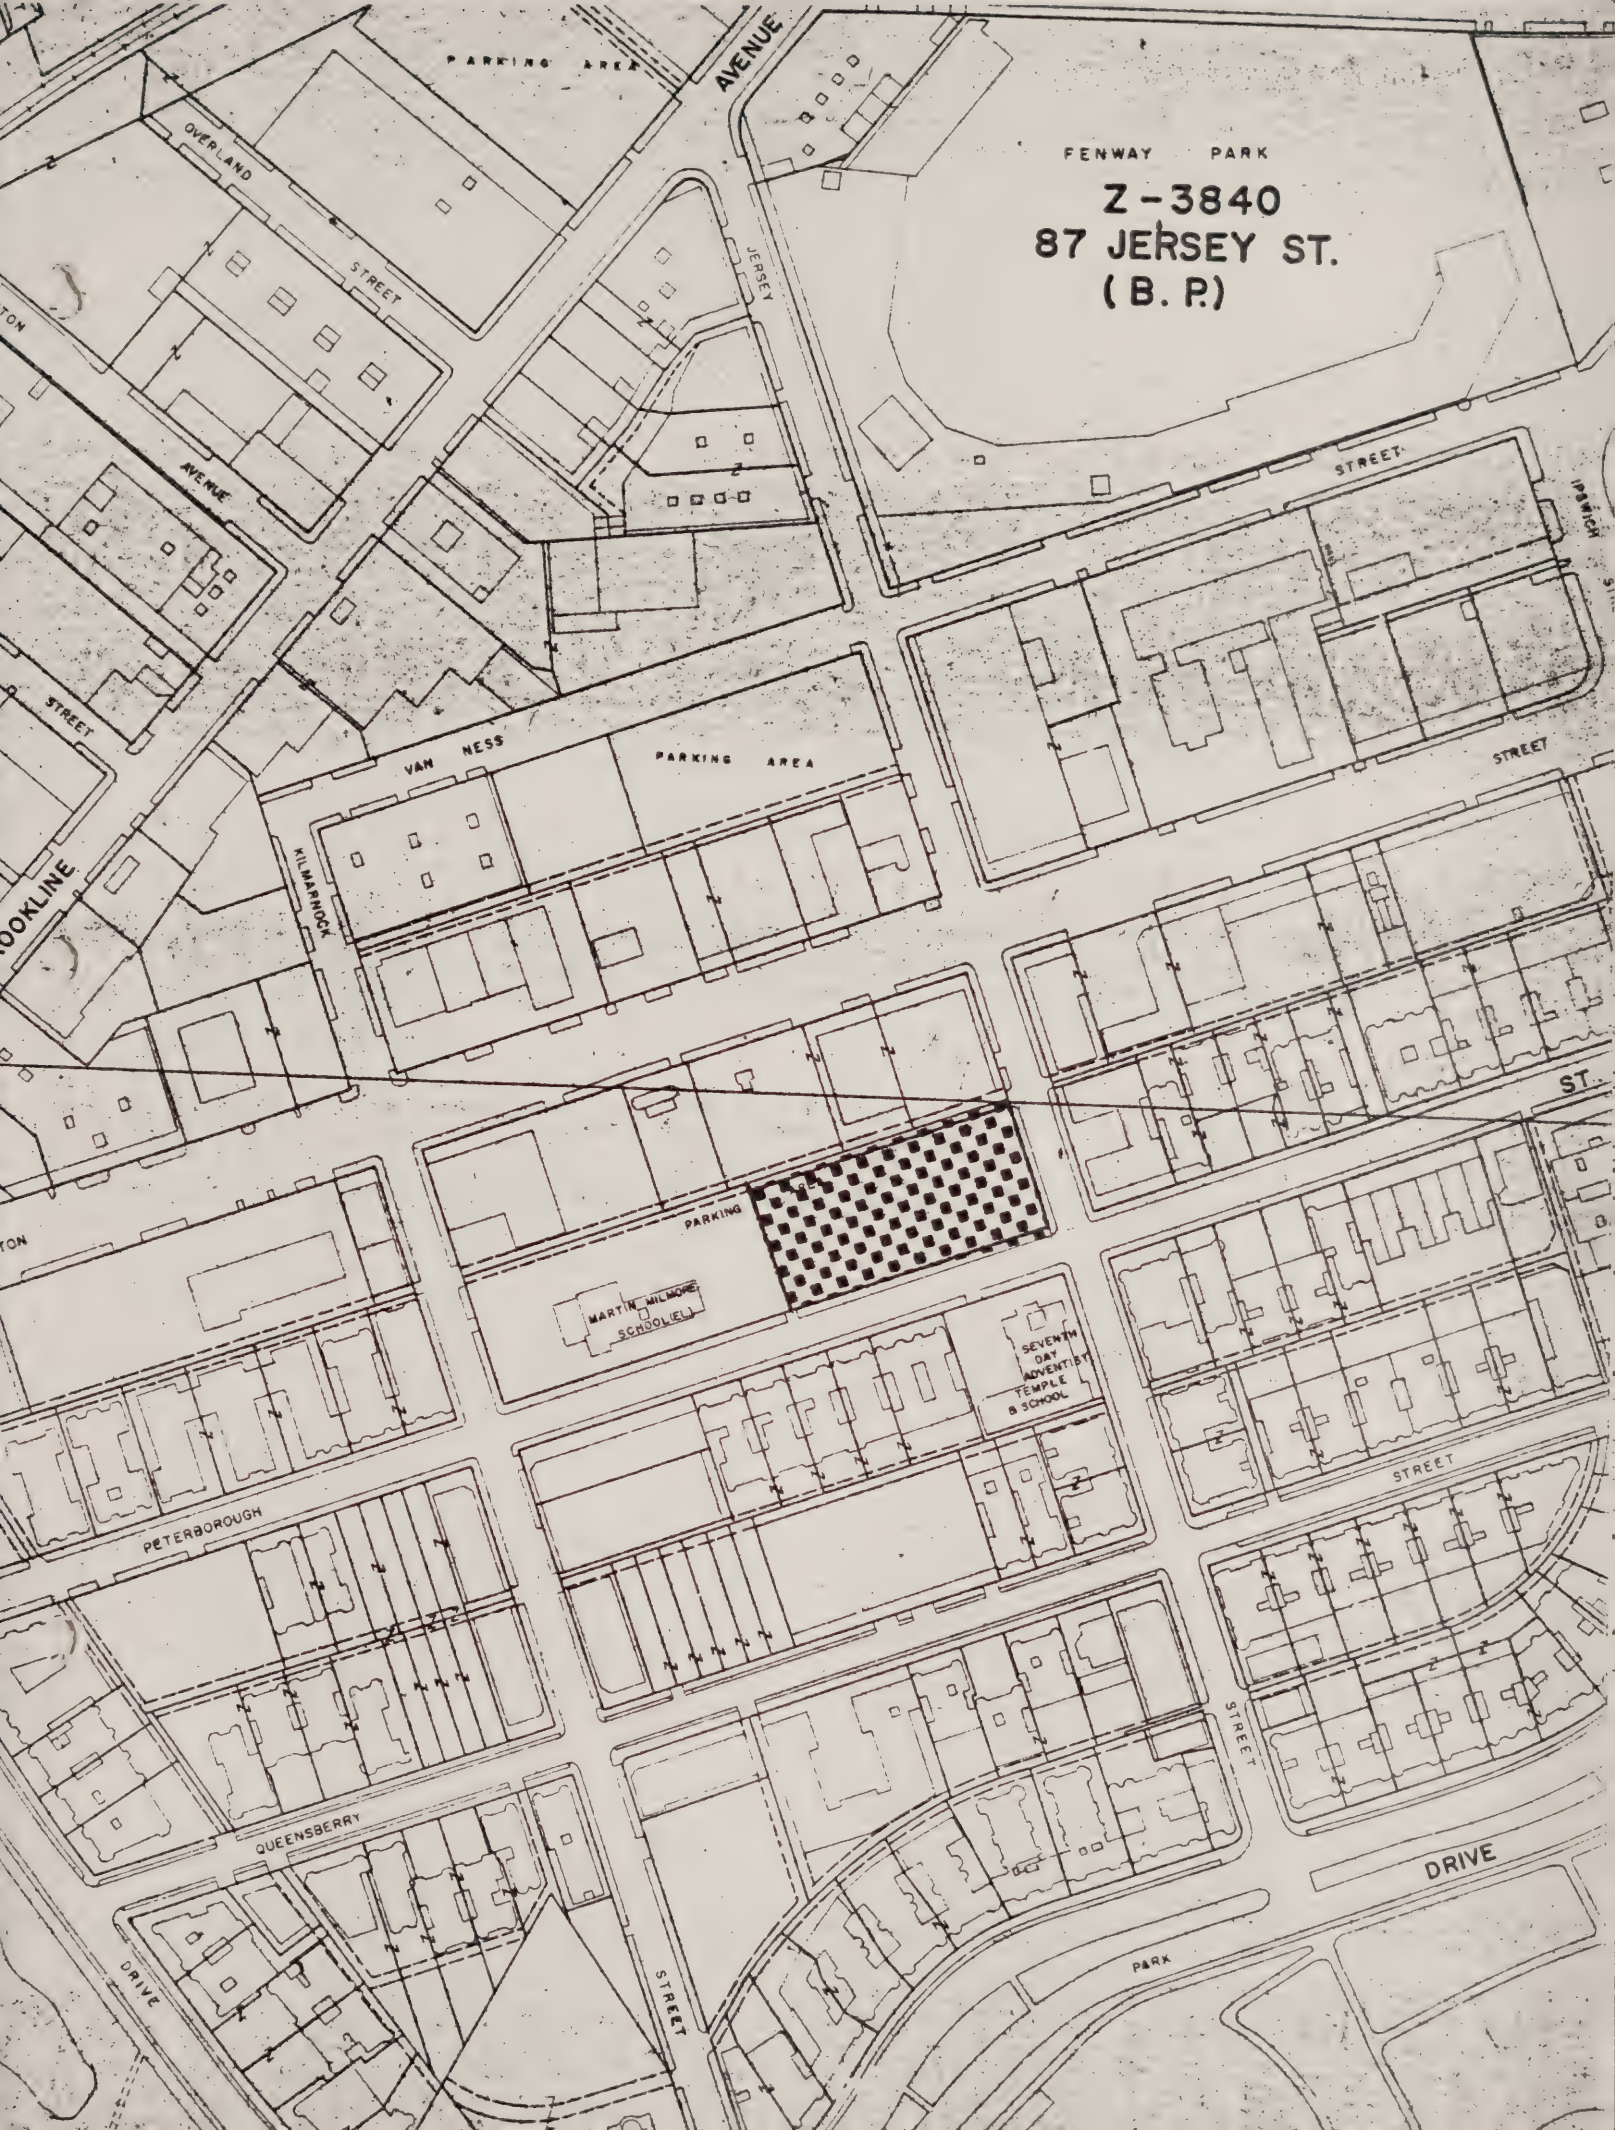 PARKING AREA
AVENUE
OVERLAND
STREET
JERSEY
FENWAY PARK
Z-3840
87 JERSEY ST.
(B. P.)
TON
AVENUE
STREET
IPSWICH
STREET
VAN NESS
PARKING AREA
STREET
KILMARNOCK
OOKLINE
ST.
PARKING
TON
MARTIN MILMORE
SCHOOL(EL)
SEVENTH
DAY
ADVENTIST
TEMPLE
& SCHOOL
PETERBOROUGH
STREET
STREET
QUEENSBERRY
DRIVE
DRIVE
STREET
PARK